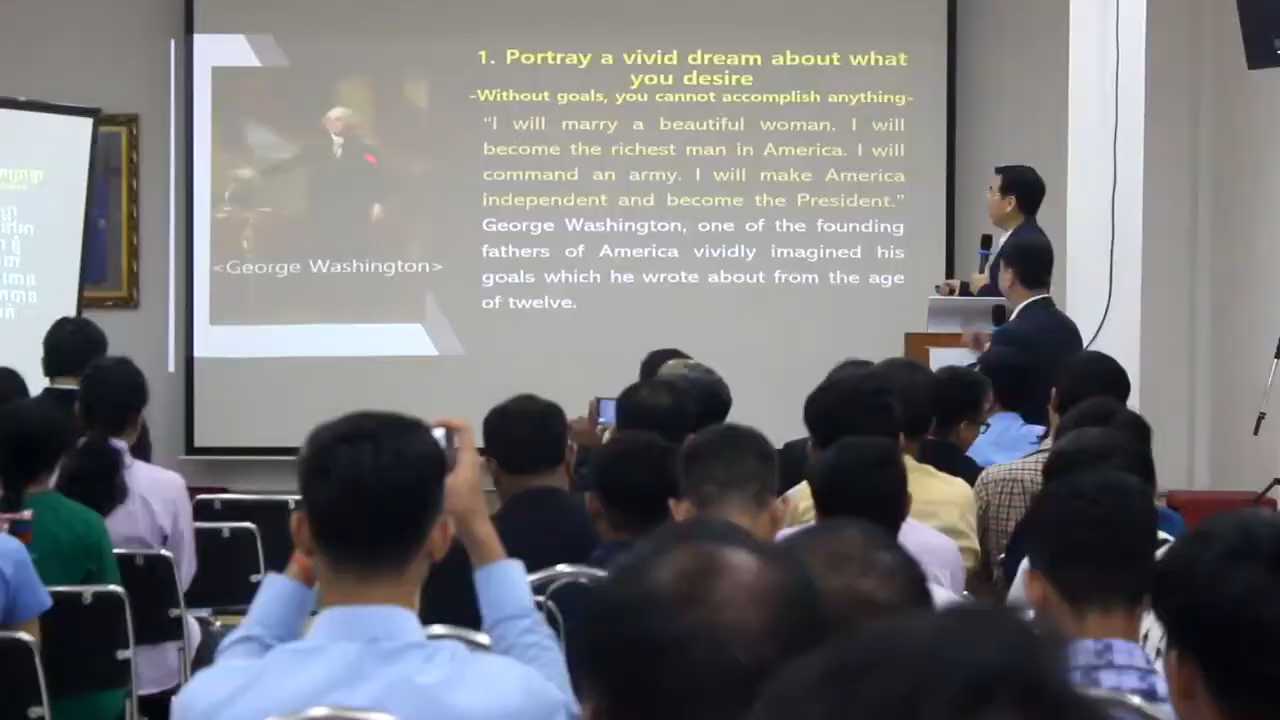 1. Portray a vivid dream about what
you desire
-Without goals, you cannot accomplish anything-
"I will marry a beautiful woman. I will
become the richest man in America. I will
command an army. I will make America
independent and become the President."
George Washington, one of the founding
fathers of America vividly imagined his
goals which he wrote about from the age
of twelve.
<George Washington>